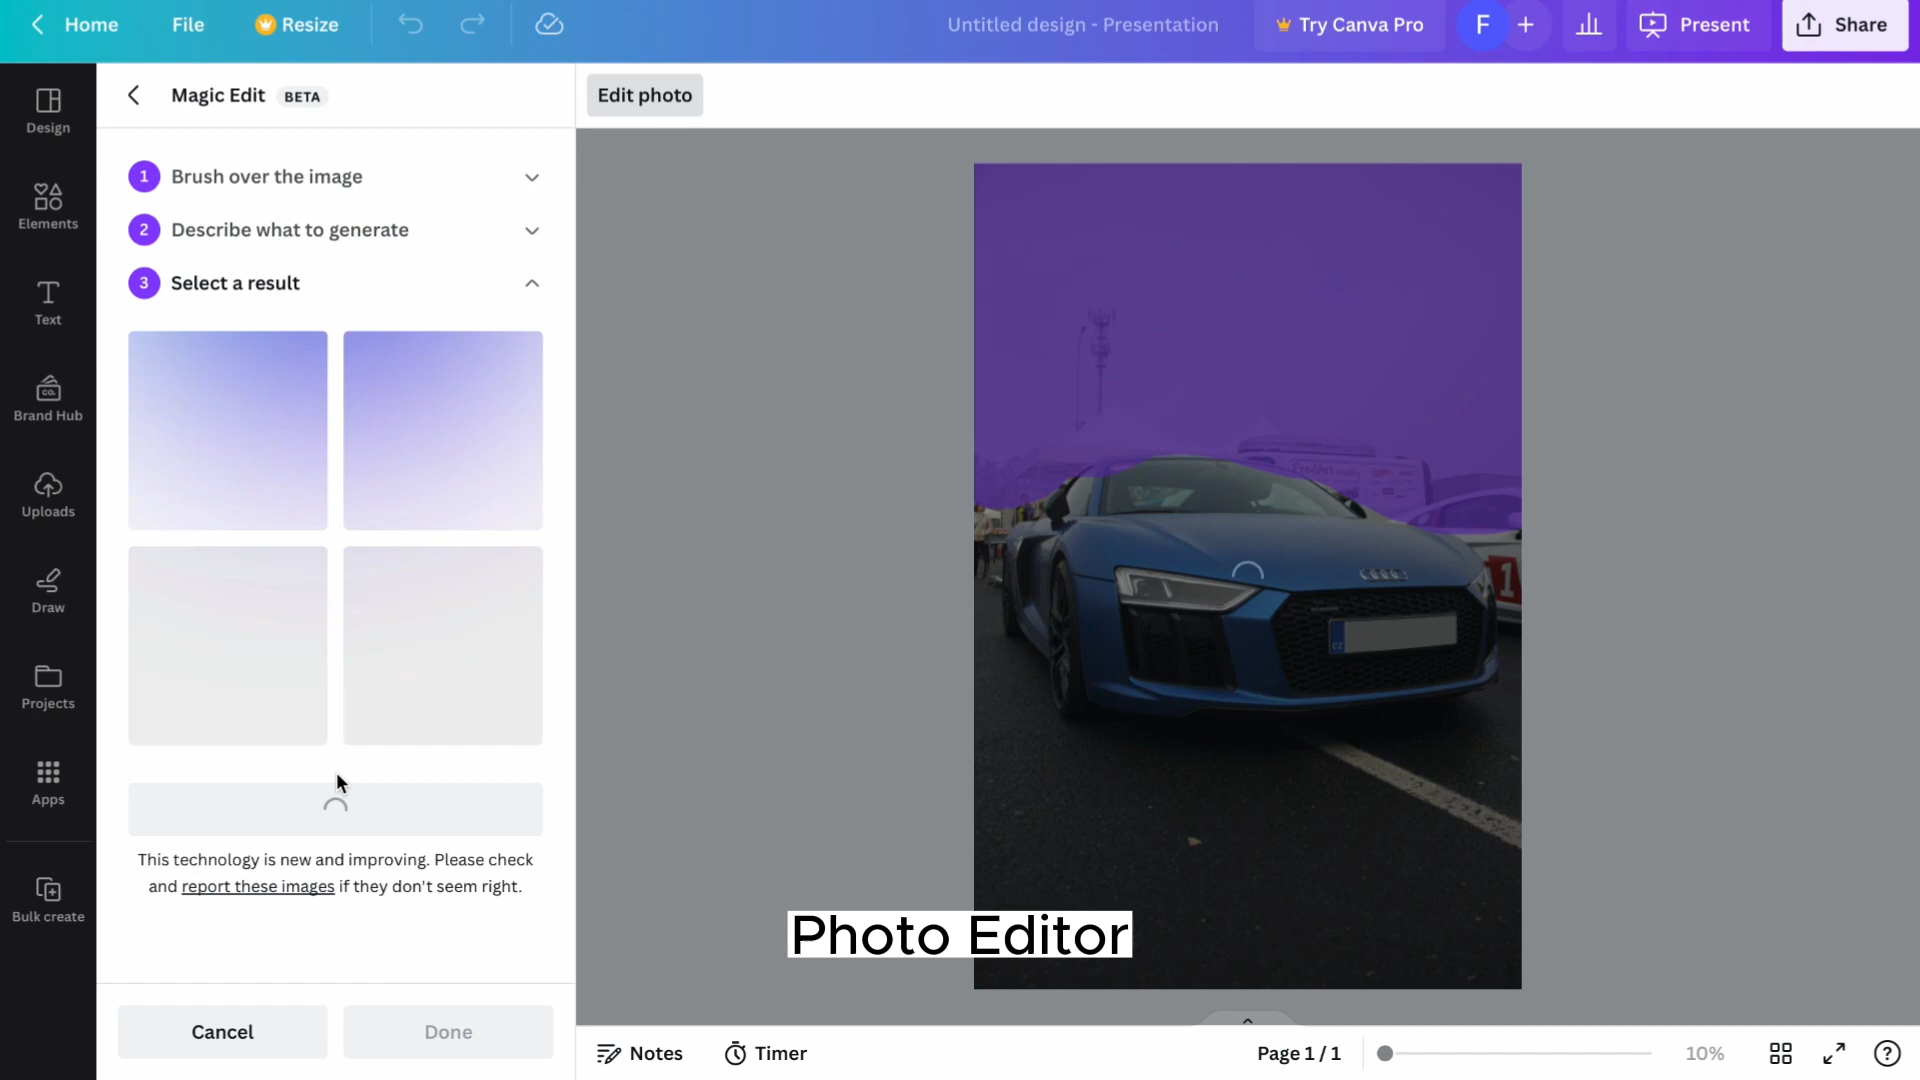 Home
File
Resize
Untitled design - Presentation
Try Canva Pro
F
+
Present
Share
Design
Elements
Text
CO.
Brand Hub
Uploads
Draw
Projects
Apps
Bulk create
Magic Edit BETA
1 Brush over the image
2 Describe what to generate
3 Select a result
This technology is new and improving. Please check
and report these images if they don't seem right.
Cancel
Done
Edit photo
1
CZ
Photo Editor
Notes
Timer
Page 1 / 1
10%
?